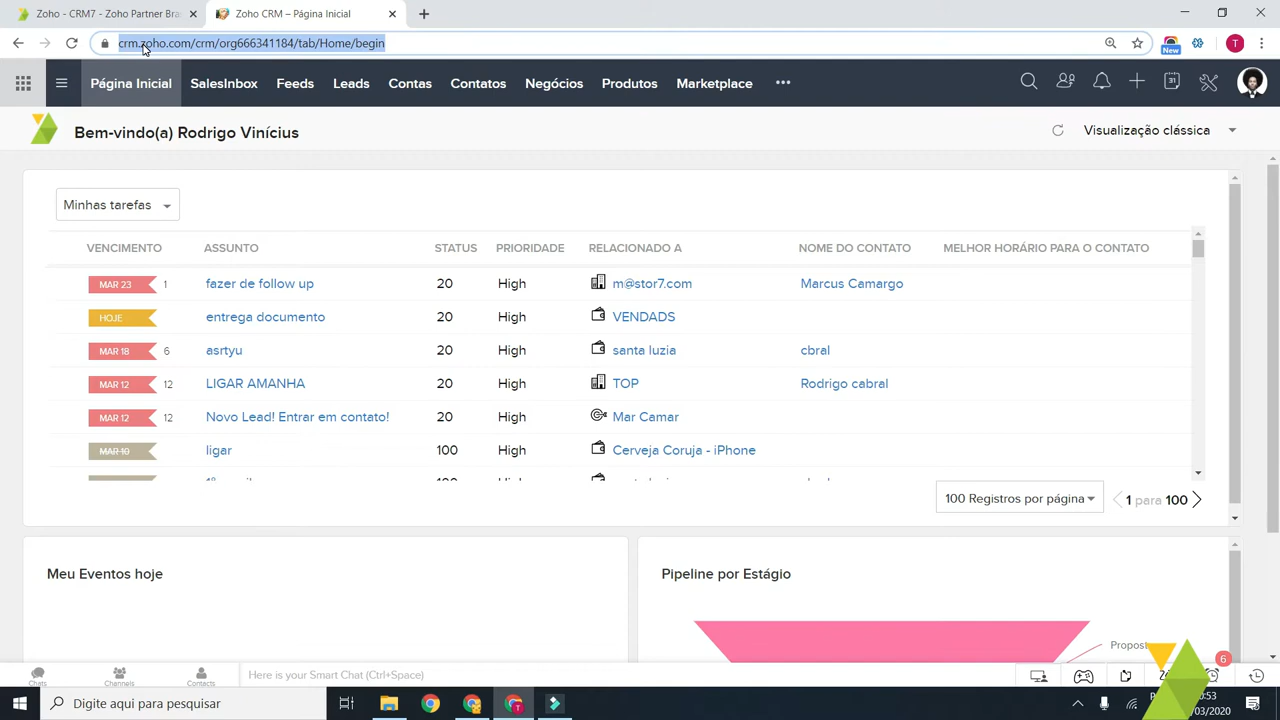 Zoho - CRM7 - Zoho Partner Bra
Zoho CRM – Página Inicial
crm.zoho.com/crm/org666341184/tab/Home/begin
New
T
Página Inicial
SalesInbox
Feeds
Leads
Contas
Contatos
Negócios
Produtos
Marketplace
Bem-vindo(a) Rodrigo Vinícius
Visualização clássica
Minhas tarefas
VENCIMENTO ASSUNTO STATUS PRIORIDADE RELACIONADO A NOME DO CONTATO MELHOR HORÁRIO PARA O CONTATO
MAR 23 1 fazer de follow up 20 High m@stor7.com Marcus Camargo
HOJE entrega documento 20 High VENDADS
MAR 18 6 asrtyu 20 High santa luzia cbral
MAR 12 12 LIGAR AMANHA 20 High TOP Rodrigo cabral
MAR 12 12 Novo Lead! Entrar em contato! 20 High Mar Camar
MAR 10 ligar 100 High Cerveja Coruja - iPhone
100 Registros por página
1 para 100
Meu Eventos hoje
Pipeline por Estágio
Propost
Chats
Channels
Contacts
Here is your Smart Chat (Ctrl+Space)
6
Digite aqui para pesquisar